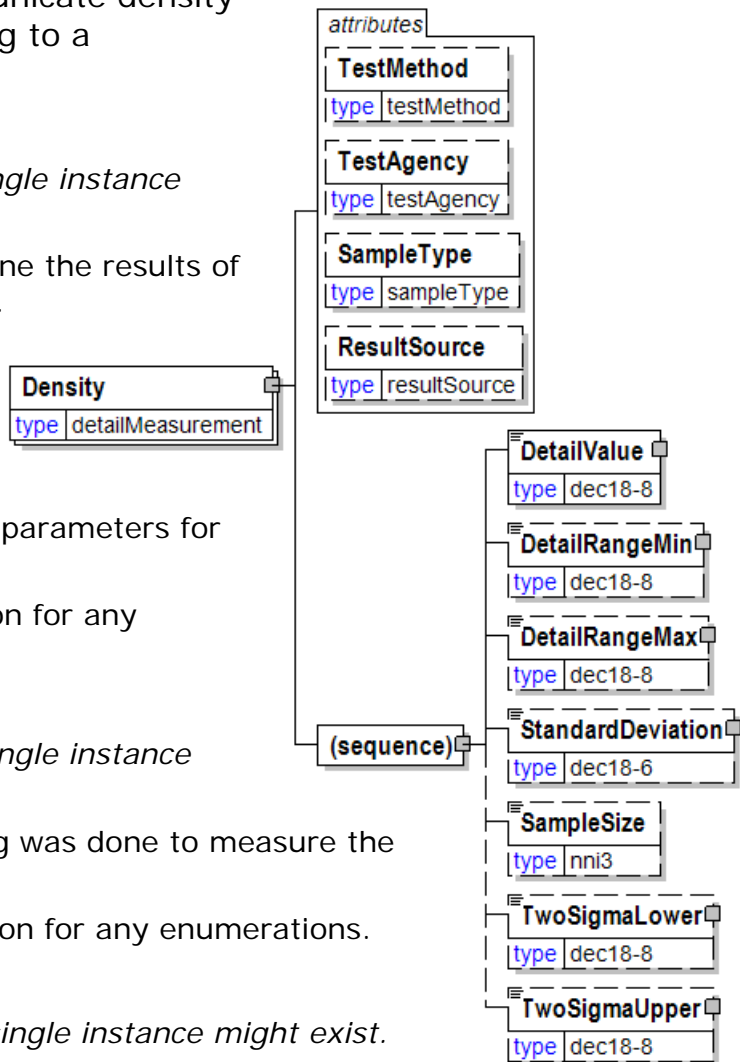 unicate density
g to a
ngle instance
ne the results of
parameters for
on for any
ngle instance
g was done to measure the
on for any enumerations.
single instance might exist.
attributes
TestMethod
type testMethod
TestAgency
type testAgency
SampleType
type sampleType
ResultSource
type resultSource
Density
type detailMeasurement
(sequence)
DetailValue
type dec18-8
DetailRangeMin
type dec18-8
DetailRangeMax
type dec18-8
StandardDeviation
type dec18-6
SampleSize
type nni3
TwoSigmaLower
type dec18-8
TwoSigmaUpper
type dec18-8